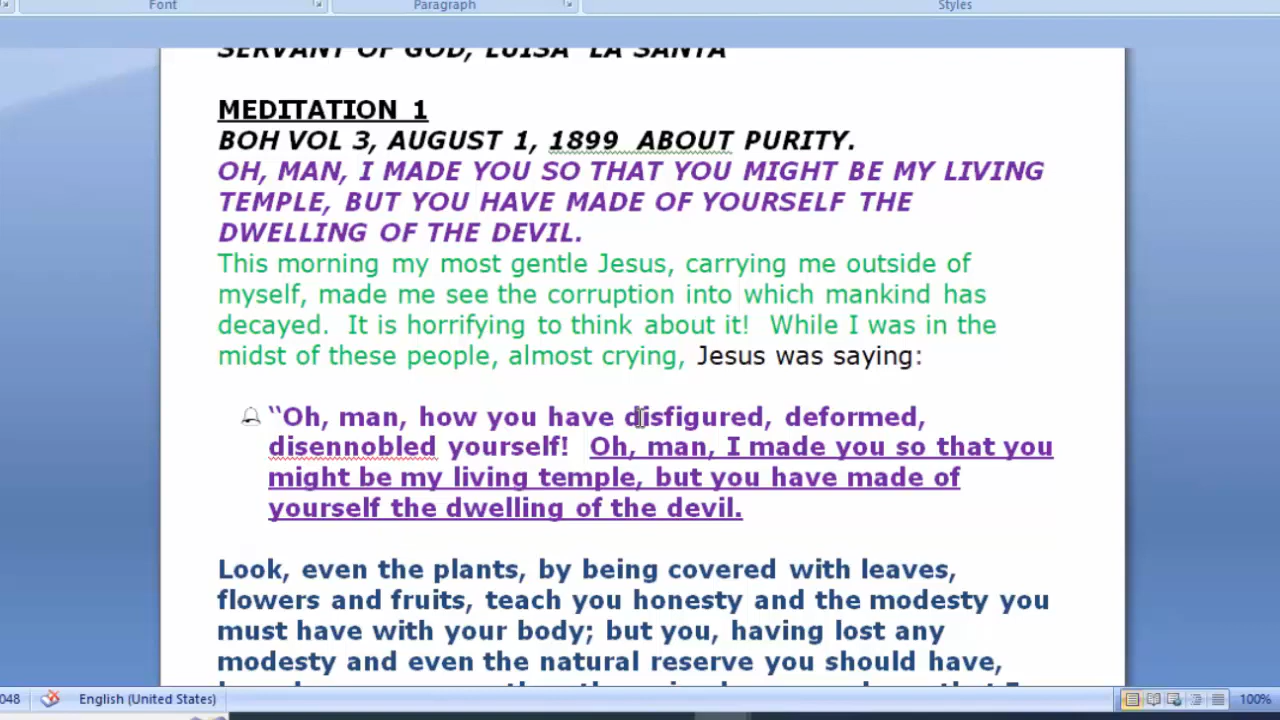 Font Paragraph Styles
SERVANT OF GOD, LUISA LA SANTA
MEDITATION 1
BOH VOL 3, AUGUST 1, 1899 ABOUT PURITY.
OH, MAN, I MADE YOU SO THAT YOU MIGHT BE MY LIVING
TEMPLE, BUT YOU HAVE MADE OF YOURSELF THE
DWELLING OF THE DEVIL.
This morning my most gentle Jesus, carrying me outside of
myself, made me see the corruption into which mankind has
decayed. It is horrifying to think about it! While I was in the
midst of these people, almost crying, Jesus was saying:
“Oh, man, how you have disfigured, deformed,
disennobled yourself! Oh, man, I made you so that you
might be my living temple, but you have made of
yourself the dwelling of the devil.
Look, even the plants, by being covered with leaves,
flowers and fruits, teach you honesty and the modesty you
must have with your body; but you, having lost any
modesty and even the natural reserve you should have,
048 English (United States) 100%